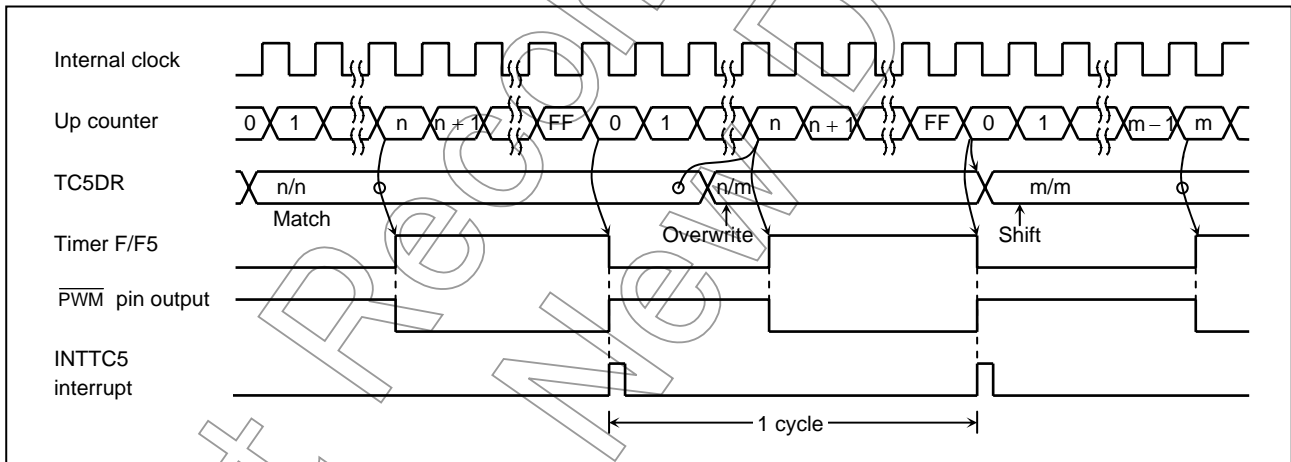 Internal clock
Up counter
0 1 n n + 1 FF 0 1 n n + 1 FF 0 1 m – 1 m
TC5DR
n/n n/m m/m
Match Overwrite Shift
Timer F/F5
PWM pin output
INTTC5
interrupt
1 cycle